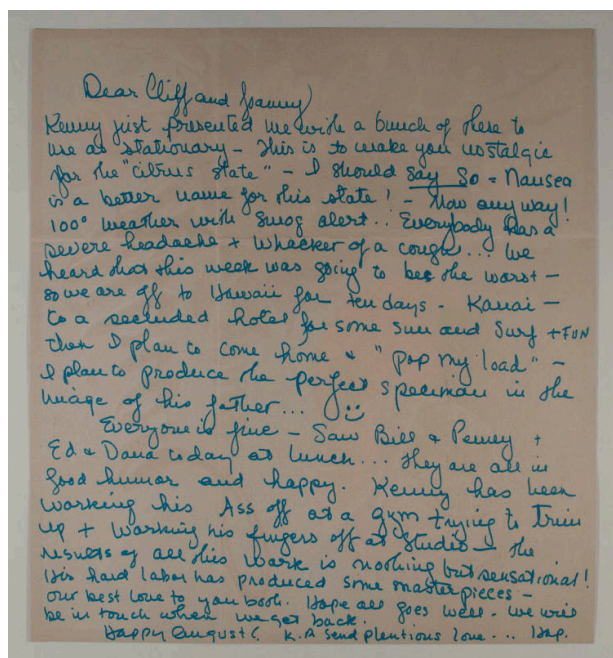 Dear Cliff and Joanny,
Kenny just presented me with a bunch of these to
use as stationary – This is to make you nostalgic
for the "citrus state" – I should say so – Nausea
is a better name for this state! – Now anyway!
100° weather with Smog alert.. Everybody has a
severe headache + whacker of a cough... We
heard that this week was going to be the worst –
so we are off to Hawaii for ten days – Kauai –
to a secluded hotel for some sun and surf + FUN
then I plan to come home & "pop my load" –
I plan to produce the perfect specimen in the
image of his father...
Everyone is fine – Saw Bill & Penney +
Ed & Dana today at lunch... They are all in
good humor and happy. Kenny has been
working his Ass off at a gym trying to trim
up + working his fingers off at Studio – the
results of all this work is nothing but sensational!
His hard labor has produced some masterpieces –
our best love to you both. Hope all goes well. We will
be in touch when we get back.
Happy August K. & send plentious love...